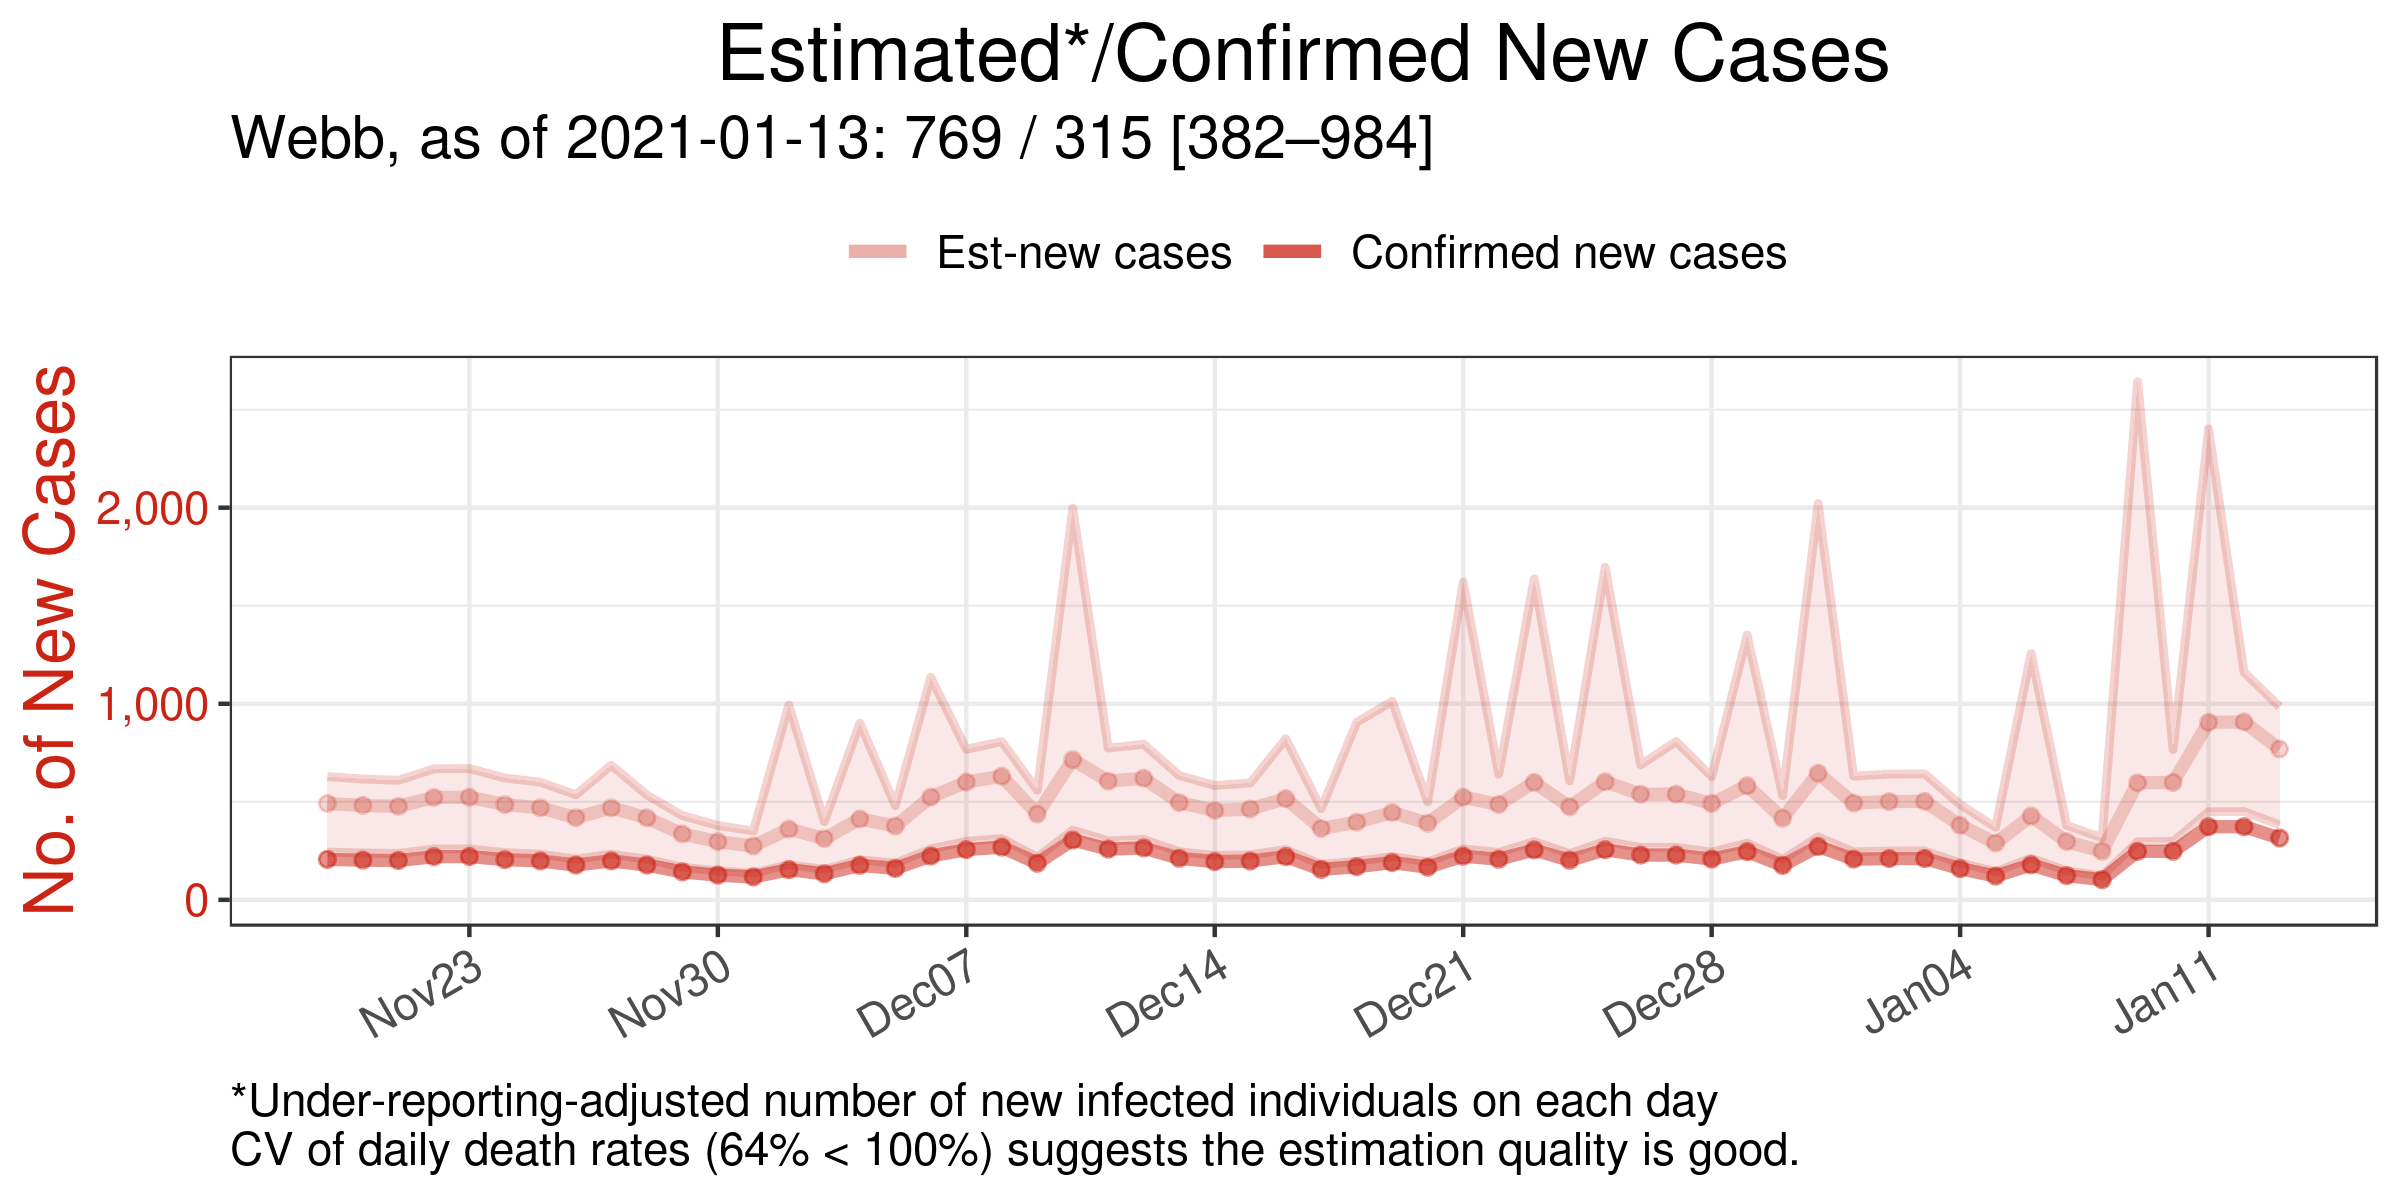 Estimated*/Confirmed New Cases
Webb, as of 2021-01-13: 769 / 315 [382–984]
Est-new cases Confirmed new cases
No. of New Cases
2,000
1,000
0
Nov23 Nov30 Dec07 Dec14 Dec21 Dec28 Jan04 Jan11
*Under-reporting-adjusted number of new infected individuals on each day
CV of daily death rates (64% < 100%) suggests the estimation quality is good.